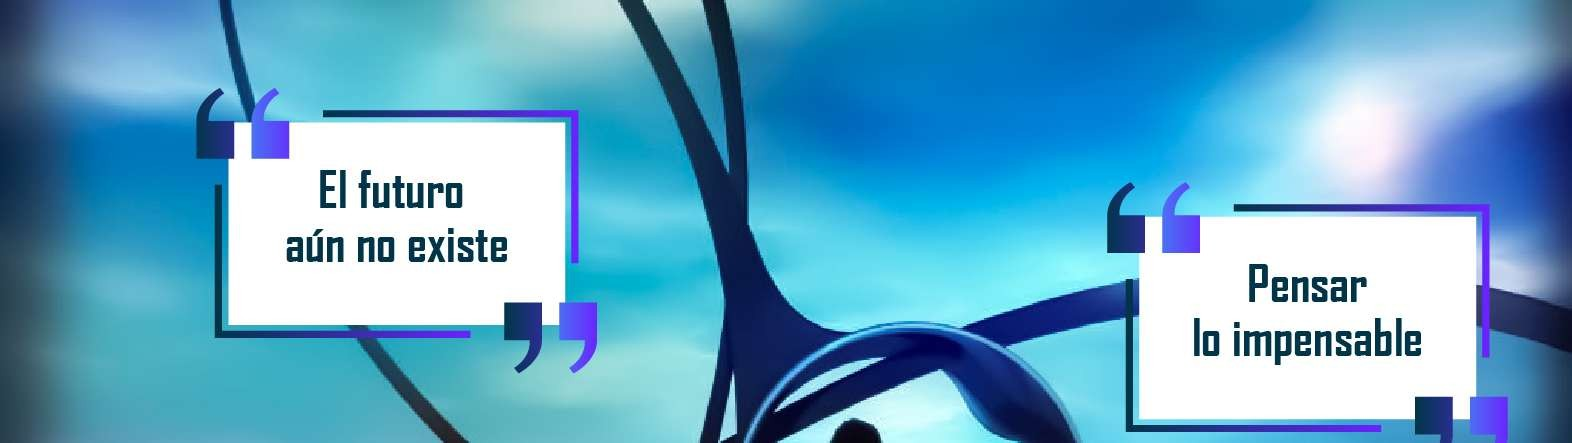 El futuro
aún no existe
Pensar
lo impensable